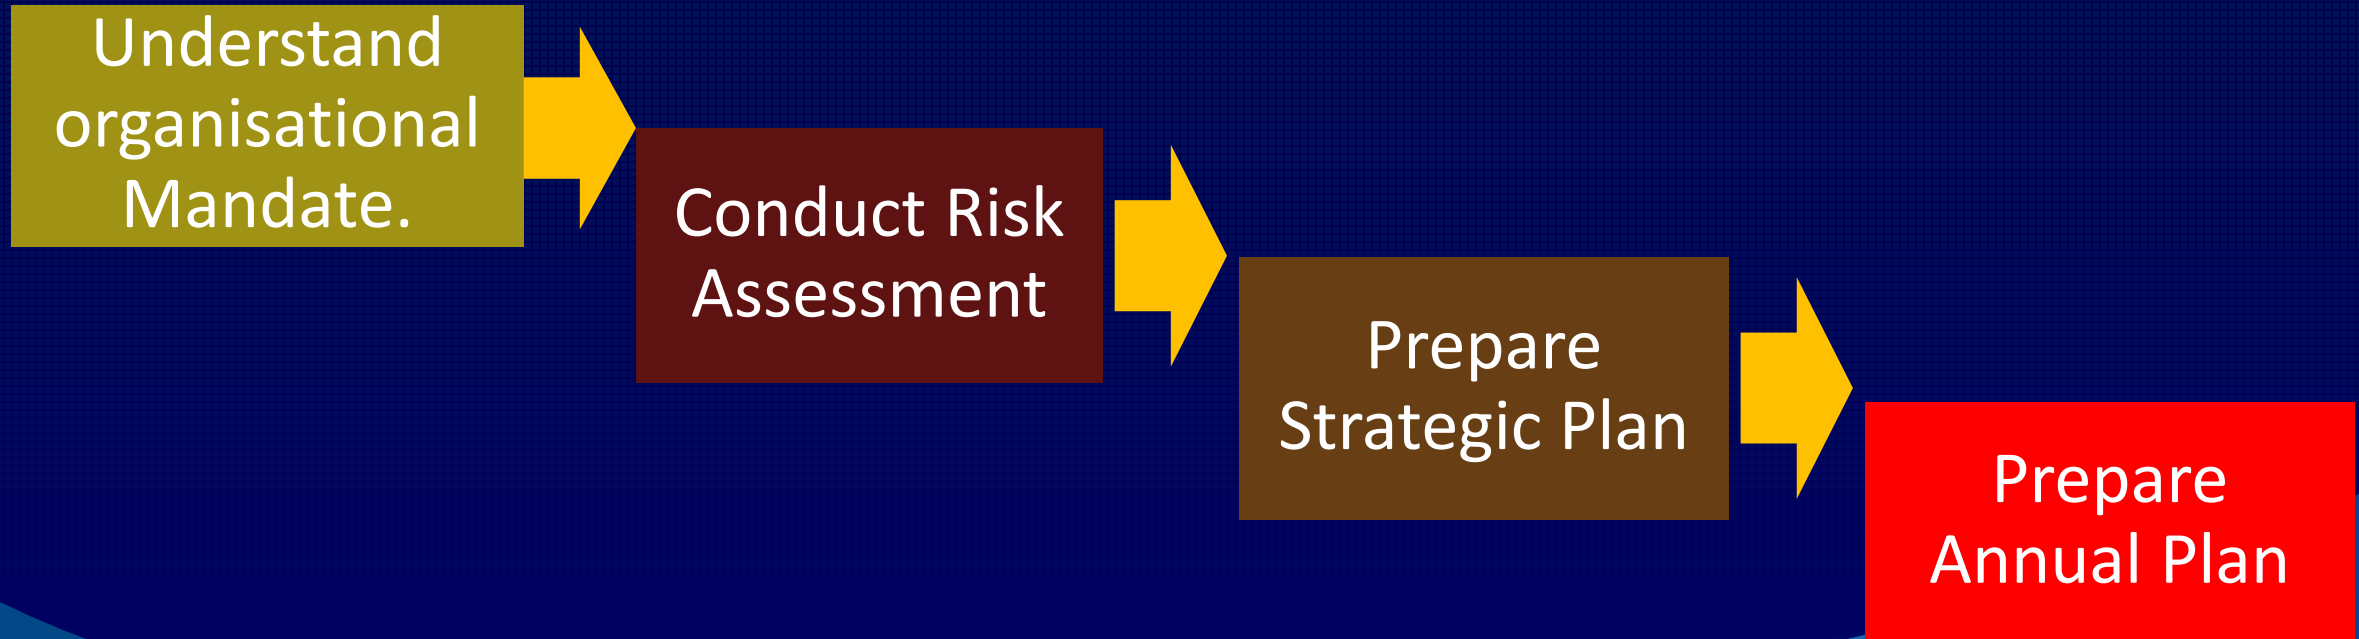 Understand
organisational
Mandate.
Conduct Risk
Assessment
Prepare
Strategic Plan
Prepare
Annual Plan